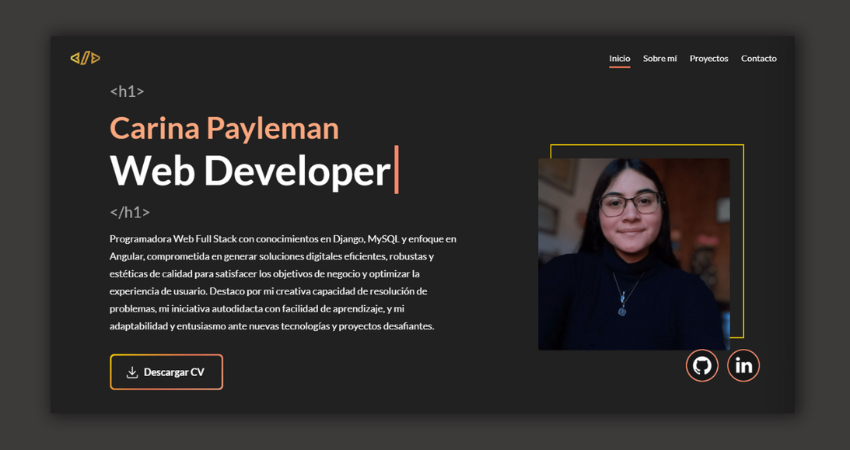 Inicio Sobre mí Proyectos Contacto
<h1>
Carina Payleman
Web Developer
</h1>
Programadora Web Full Stack con conocimientos en Django, MySQL y enfoque en
Angular, comprometida en generar soluciones digitales eficientes, robustas y
estéticas de calidad para satisfacer los objetivos de negocio y optimizar la
experiencia de usuario. Destaco por mi creativa capacidad de resolución de
problemas, mi iniciativa autodidacta con facilidad de aprendizaje, y mi
adaptabilidad y entusiasmo ante nuevas tecnologías y proyectos desafiantes.
Descargar CV
in